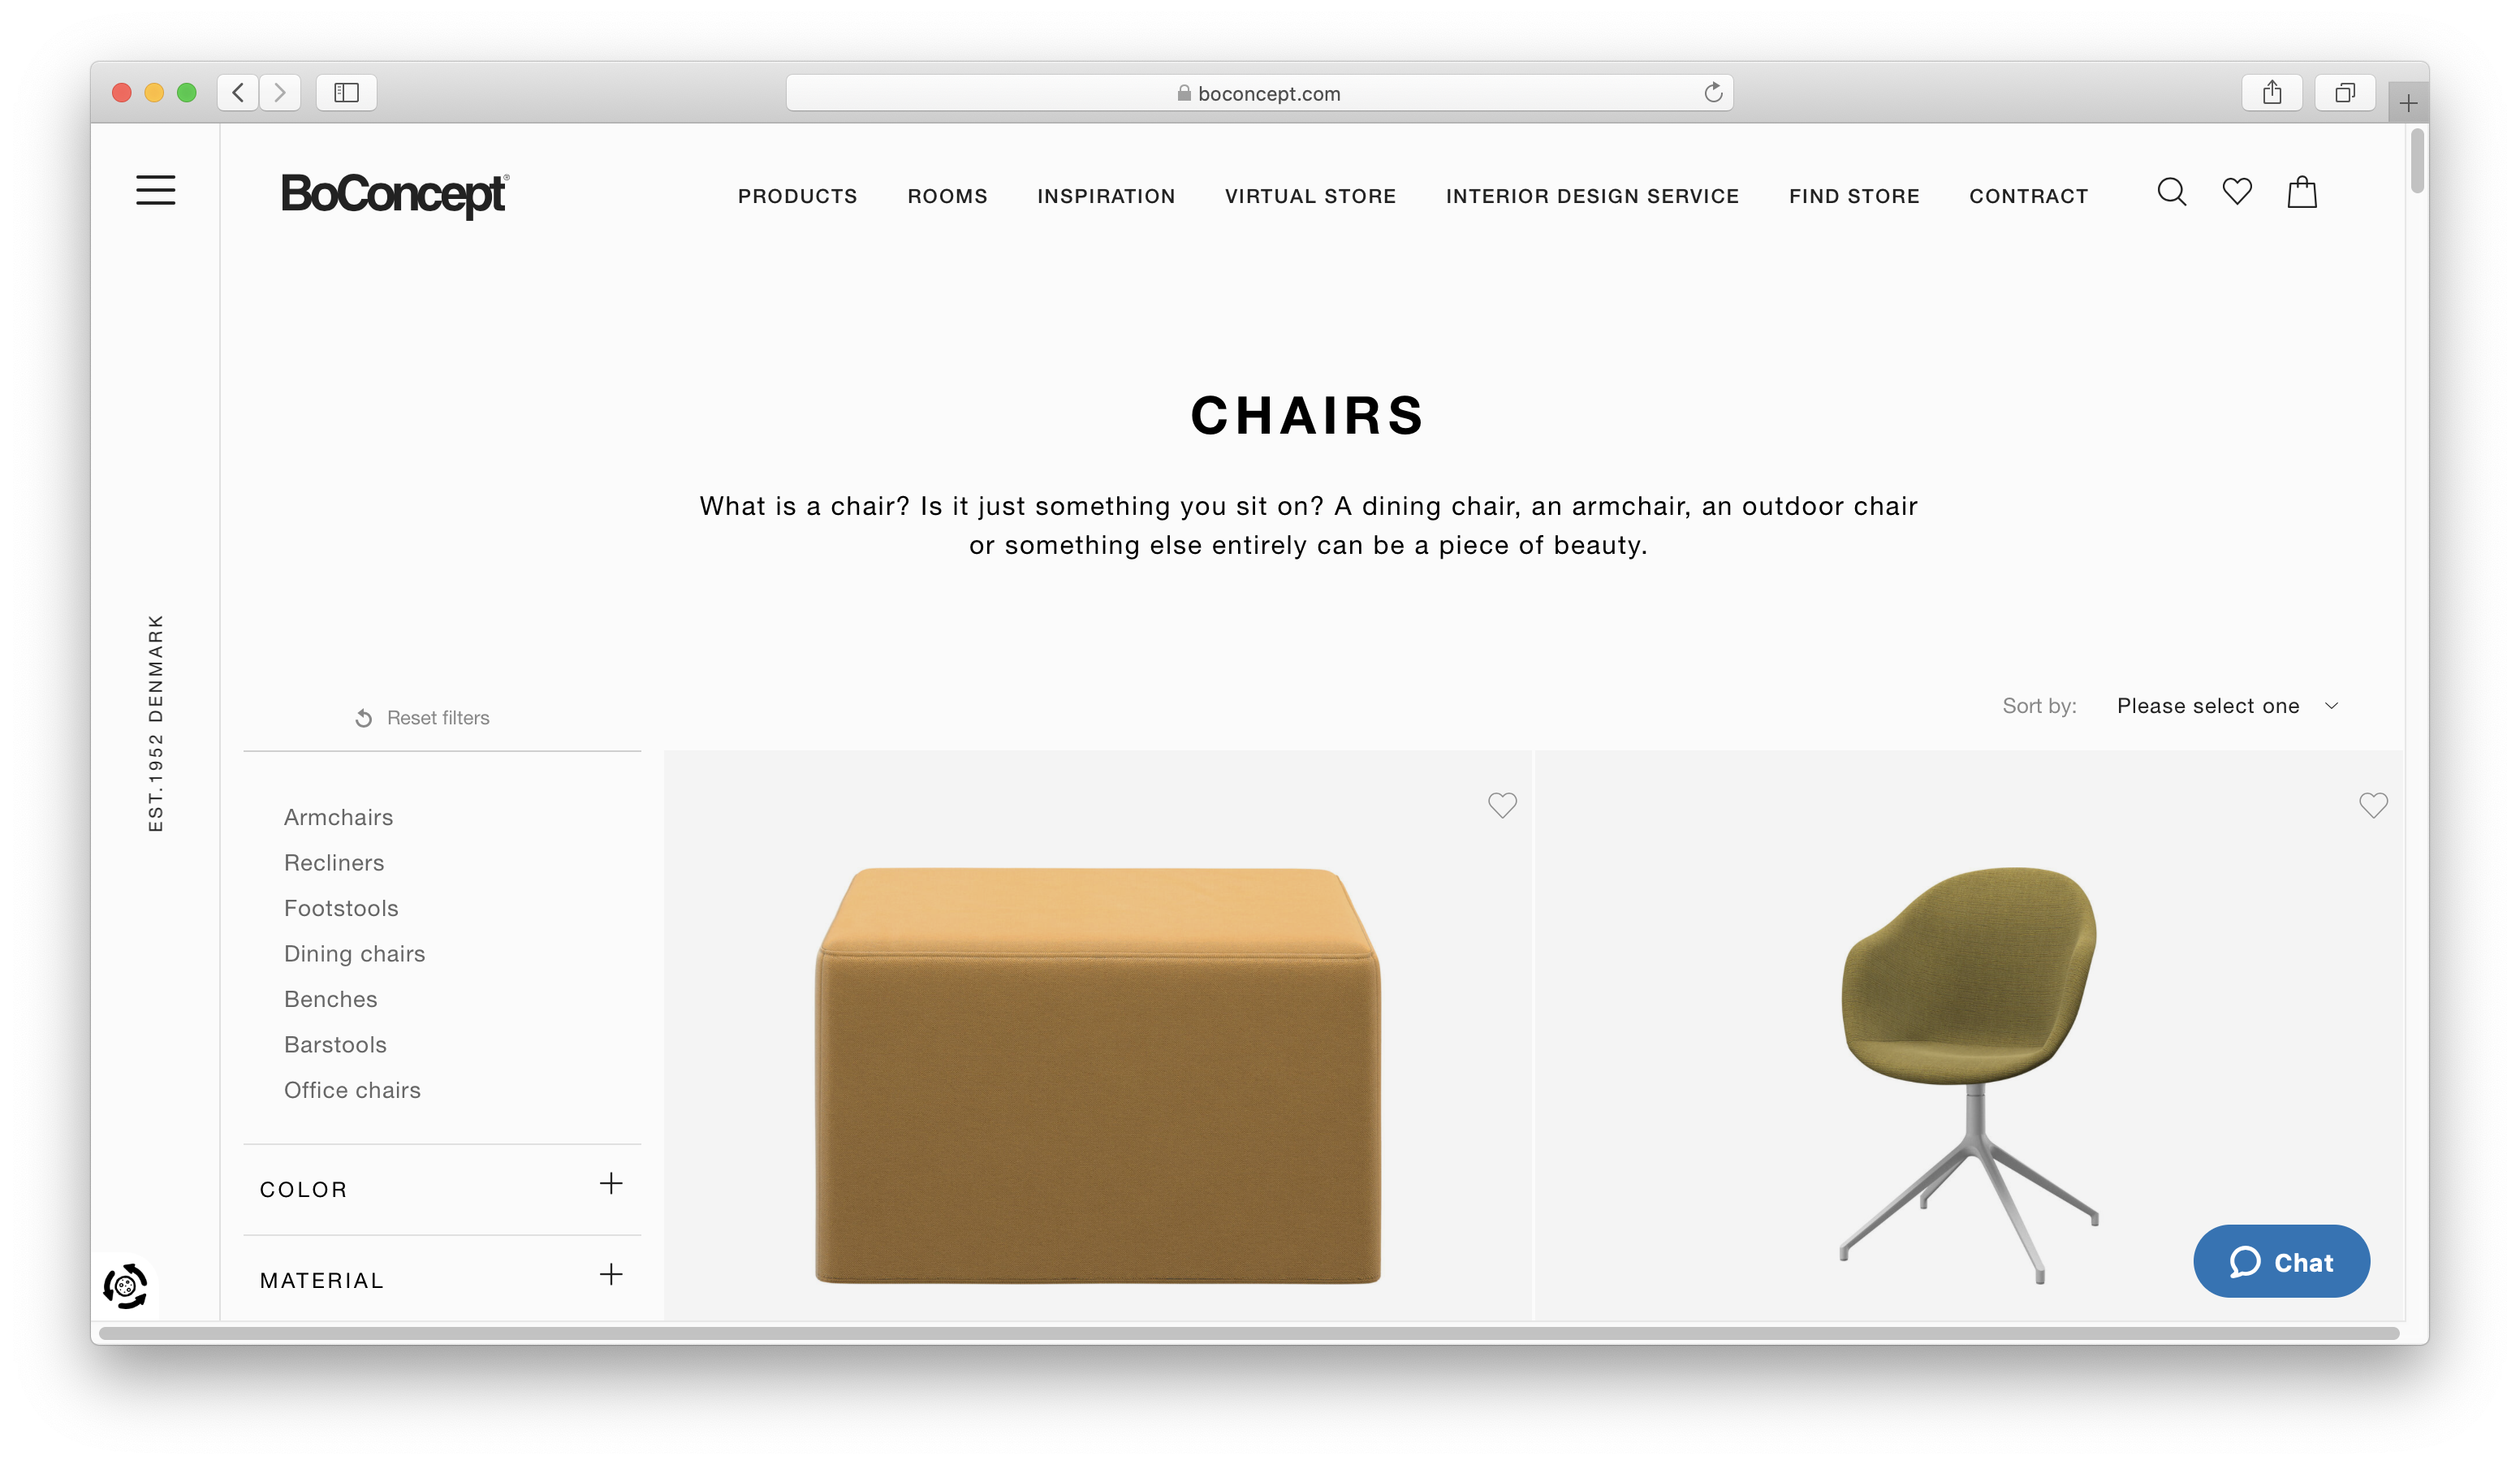 boconcept.com
BoConcept®
PRODUCTS
ROOMS
INSPIRATION
VIRTUAL STORE
INTERIOR DESIGN SERVICE
FIND STORE
CONTRACT
CHAIRS
What is a chair? Is it just something you sit on? A dining chair, an armchair, an outdoor chair
or something else entirely can be a piece of beauty.
EST.1952 DENMARK
Reset filters
Sort by:
Please select one
Armchairs
Recliners
Footstools
Dining chairs
Benches
Barstools
Office chairs
COLOR
MATERIAL
Chat